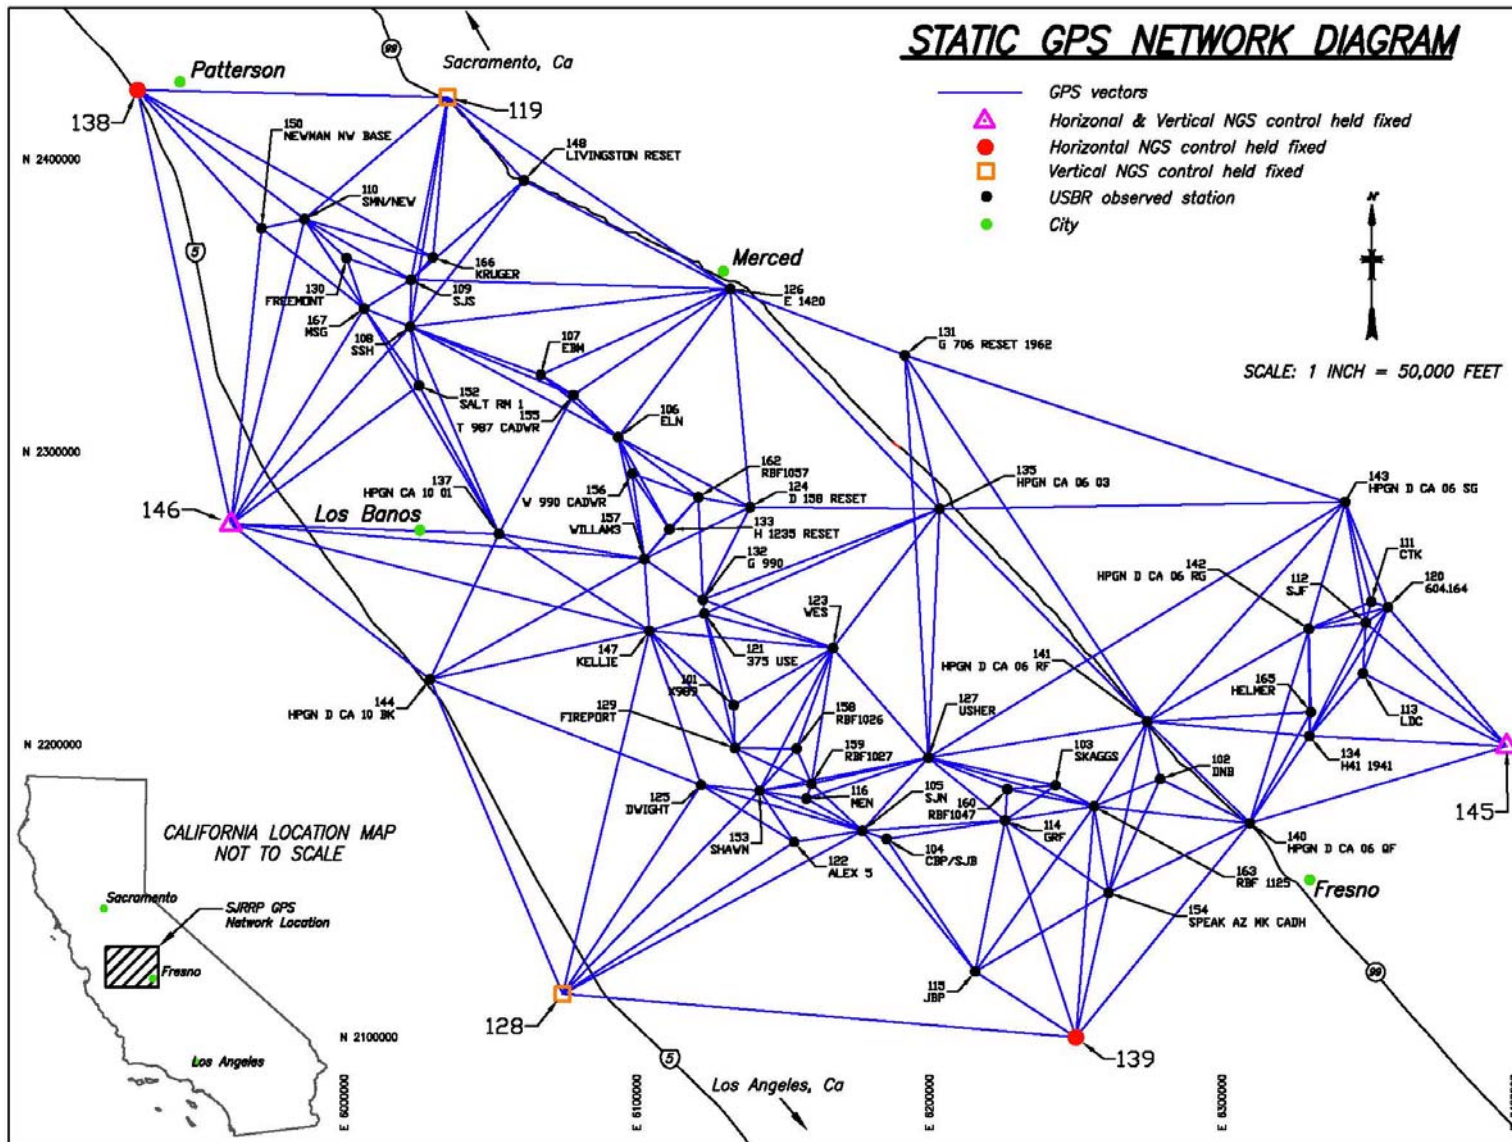 STATIC GPS NETWORK DIAGRAM
GPS vectors
Horizonal & Vertical NGS control held fixed
Horizontal NGS control held fixed
Vertical NGS control held fixed
USBR observed station
City
N
SCALE: 1 INCH = 50,000 FEET
99
Sacramento, Ca
Patterson
138
119
150
NEWMAN NW BASE
148
LIVINGSTON RESET
N 2400000
110
SMN/NEW
5
Merced
166
KRUGER
130
FREEMONT
109
SJS
126
E 1420
167
MSG
108
SSH
107
EBM
131
G 706 RESET 1962
152
SALT RM 1
155
T 987 CADWR
106
ELN
N 2300000
162
RBF1057
124
D 158 RESET
135
HPGN CA 06 03
143
HPGN D CA 06 SG
137
HPGN CA 10 01
156
W 990 CADWR
146
Los Banos
157
WILLAM3
133
H 1235 RESET
132
G 990
142
HPGN D CA 06 RG
112
SJF
111
CTK
120
604.164
123
WES
147
KELLIE
121
375 USE
141
HPGN D CA 06 RF
144
HPGN D CA 10 BK
101
X989
129
FIREPORT
158
RBF1026
127
USHER
165
HELMER
113
LDC
N 2200000
159
RBF1027
103
SKAGGS
102
DNB
134
H41 1941
125
DWIGHT
116
MEN
105
SJN
160
RBF1047
145
153
SHAWN
122
ALEX 5
104
CBP/SJB
114
GRF
163
RBF 1125
140
HPGN D CA 06 QF
Fresno
154
SPEAK AZ MK CADH
CALIFORNIA LOCATION MAP
NOT TO SCALE
Sacramento
SJRRP GPS
Network Location
Fresno
Los Angeles
115
JBP
99
128
139
N 2100000
5
Los Angeles, Ca
E 6000000
E 6100000
E 6200000
E 6300000